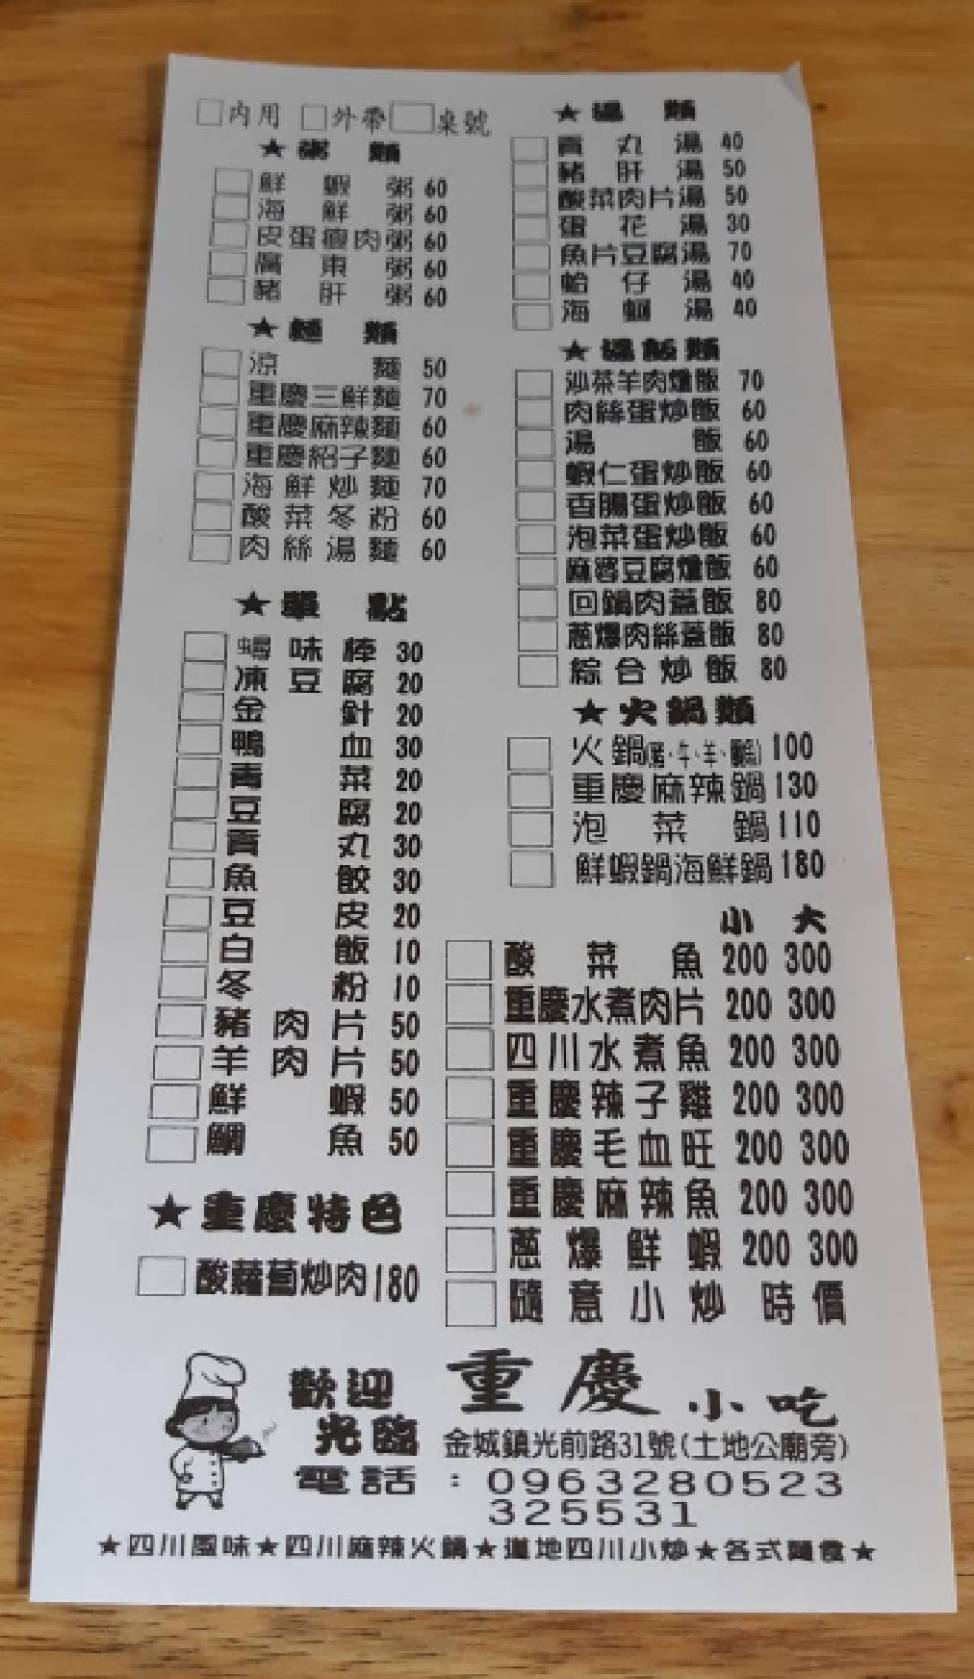 □內用 □外帶 □桌號
★粥 類
□鮮蝦粥 60
□海鮮粥 60
□皮蛋瘦肉粥 60
□廣東粥 60
□豬肝粥 60
★麵 類
□涼麵 50
□重慶三鮮麵 70
□重慶麻辣麵 60
□重慶紹子麵 60
□海鮮炒麵 70
□酸菜冬粉 60
□肉絲湯麵 60
★單 點
□蟳味棒 30
□凍豆腐 20
□金針 20
□鴨血 30
□青菜 20
□豆腐 20
□貢丸 30
□魚餃 30
□豆皮 20
□白飯 10
□冬粉 10
□豬肉片 50
□羊肉片 50
□鮮蝦 50
□鯛魚 50
★重慶特色
□酸蘿蔔炒肉 180
★湯 類
□貢丸湯 40
□豬肝湯 50
□酸菜肉片湯 50
□蛋花湯 30
□魚片豆腐湯 70
□蛤仔湯 40
□海蚵湯 40
★湯飯類
□沙茶羊肉燴飯 70
□肉絲蛋炒飯 60
□湯飯 60
□蝦仁蛋炒飯 60
□香腸蛋炒飯 60
□泡菜蛋炒飯 60
□麻婆豆腐燴飯 60
□回鍋肉蓋飯 80
□蔥爆肉絲蓋飯 80
□綜合炒飯 80
★火鍋類
□火鍋(豬、牛、羊、) 100
□重慶麻辣鍋 130
□泡菜鍋 110
□鮮蝦鍋海鮮鍋 180
小 大
□酸菜魚 200 300
□重慶水煮肉片 200 300
□四川水煮魚 200 300
□重慶辣子雞 200 300
□重慶毛血旺 200 300
□重慶麻辣魚 200 300
□蔥爆鮮蝦 200 300
□隨意小炒 時價
歡迎光臨
重慶小吃
金城鎮光前路31號(土地公廟旁)
電話：0963280523
325531
★四川風味★四川麻辣火鍋★道地四川小炒★各式麵食★